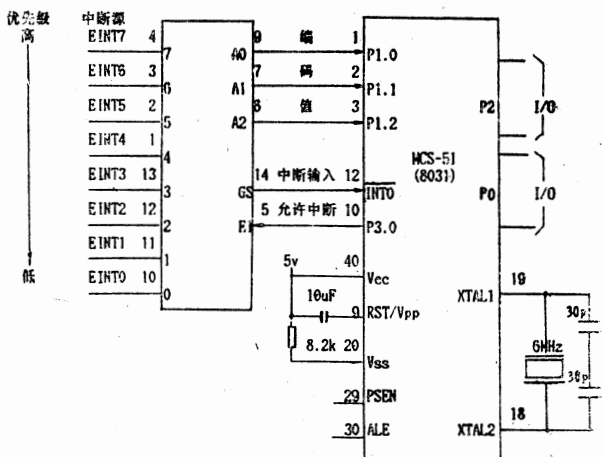 优先级 中断源
高
EINT7 4
7
EINT6 3
6
EINT5 2
5
EINT4 1
4
EINT3 13
3
EINT2 12
2
EINT1 11
1
EINT0 10
0
低
A0 9 编 1 P1.0
A1 7 码 2 P1.1
A2 6 值 3 P1.2
GS 14 中断输入 12 INT0
EI 5 允许中断 10 P3.0
MCS-51
(8031)
P2 I/O
P0 I/O
5v 40 Vcc
10uF
9 RST/Vpp
8.2k 20 Vss
29 PSEN
30 ALE
XTAL1 19
30p
6MHz
30p
18
XTAL2